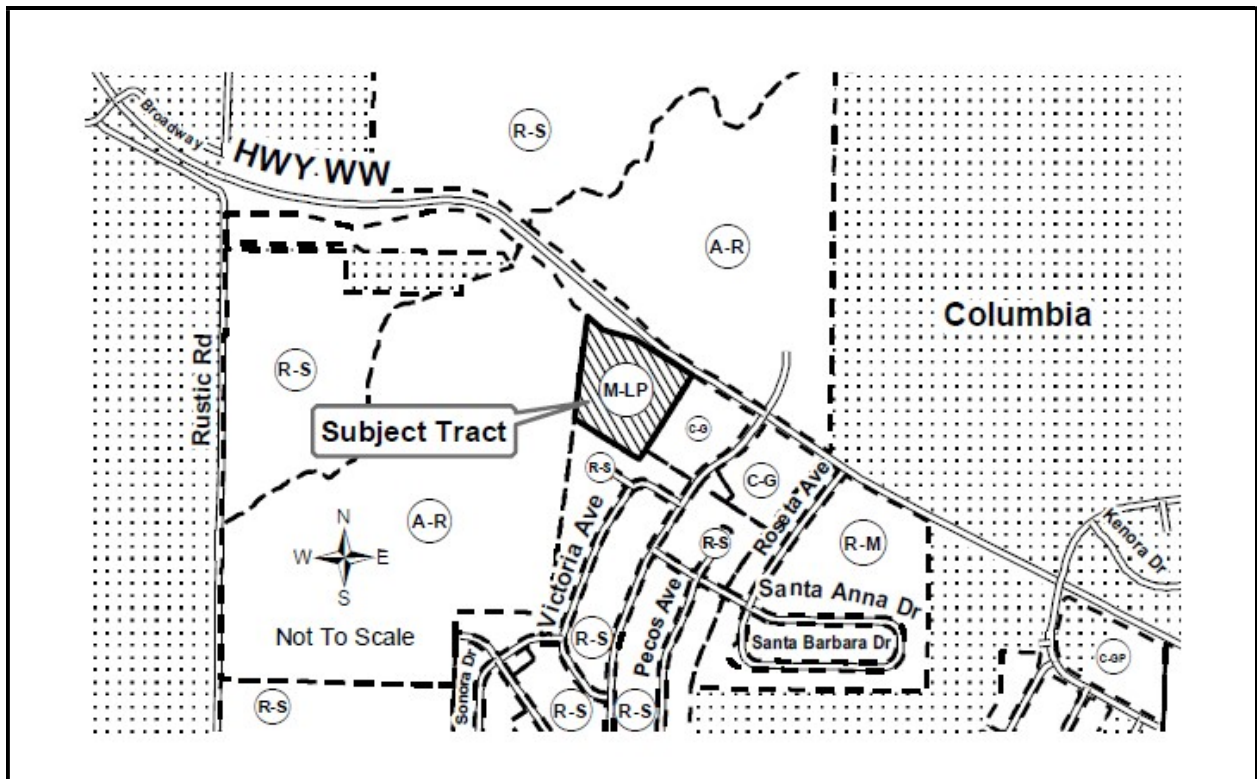 R-S
Broadway
HWY WW
A-R
Columbia
Rustic Rd
R-S
M-LP
Subject Tract
C-G
R-S
C-G
Roseta Ave
A-R
N
W E
S
Not To Scale
Victoria Ave
R-S
R-M
Kenora Dr
Santa Anna Dr
Pecos Ave
R-S
Santa Barbara Dr
C-GP
Sonora Dr
R-S
R-S
R-S